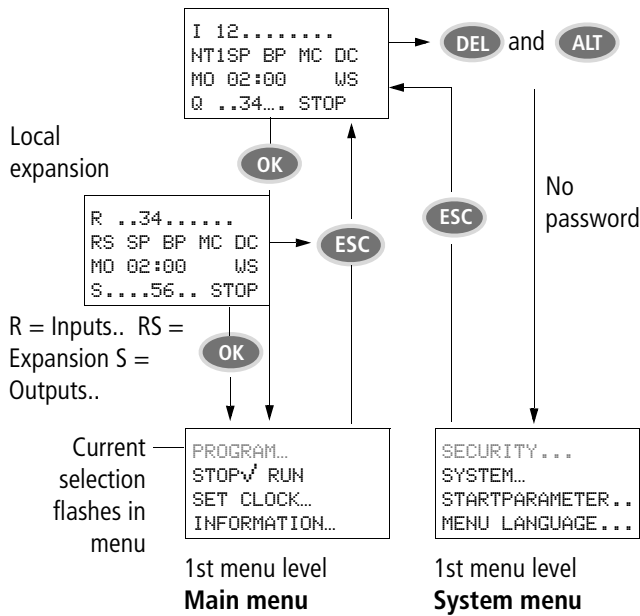 I 12........
NT1SP BP MC DC
MO 02:00 WS
Q ..34.... STOP
DEL and ALT
Local
expansion
OK
ESC
No
password
R ..34......
RS SP BP MC DC
MO 02:00 WS
S....56.. STOP
ESC
R = Inputs.. RS =
Expansion S =
Outputs..
OK
Current
selection
flashes in
menu
PROGRAM…
STOP√ RUN
SET CLOCK…
INFORMATION…
1st menu level
Main menu
SECURITY...
SYSTEM…
STARTPARAMETER..
MENU LANGUAGE...
1st menu level
System menu